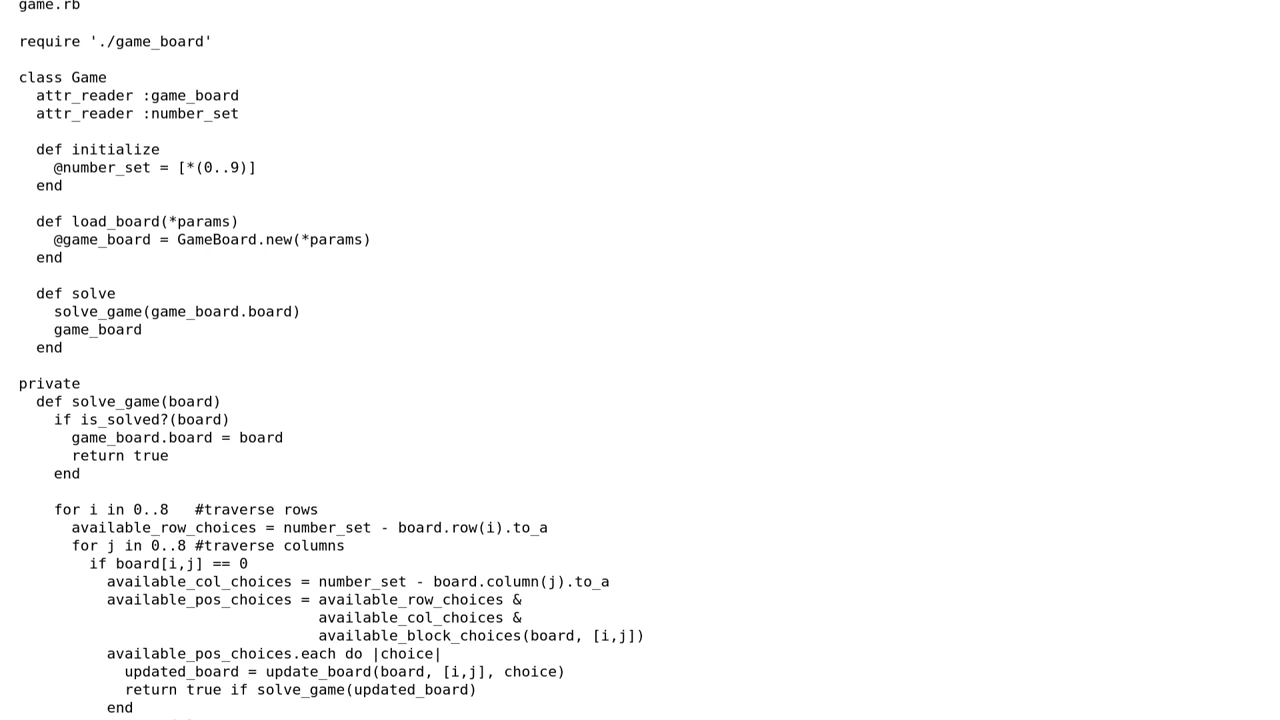 game.rb
require './game_board'
class Game
  attr_reader :game_board
  attr_reader :number_set
  def initialize
    @number_set = [*(0..9)]
  end
  def load_board(*params)
    @game_board = GameBoard.new(*params)
  end
  def solve
    solve_game(game_board.board)
    game_board
  end
private
  def solve_game(board)
    if is_solved?(board)
      game_board.board = board
      return true
    end
    for i in 0..8   #traverse rows
      available_row_choices = number_set - board.row(i).to_a
      for j in 0..8 #traverse columns
        if board[i,j] == 0
          available_col_choices = number_set - board.column(j).to_a
          available_pos_choices = available_row_choices &
                                  available_col_choices &
                                  available_block_choices(board, [i,j])
          available_pos_choices.each do |choice|
            updated_board = update_board(board, [i,j], choice)
            return true if solve_game(updated_board)
          end